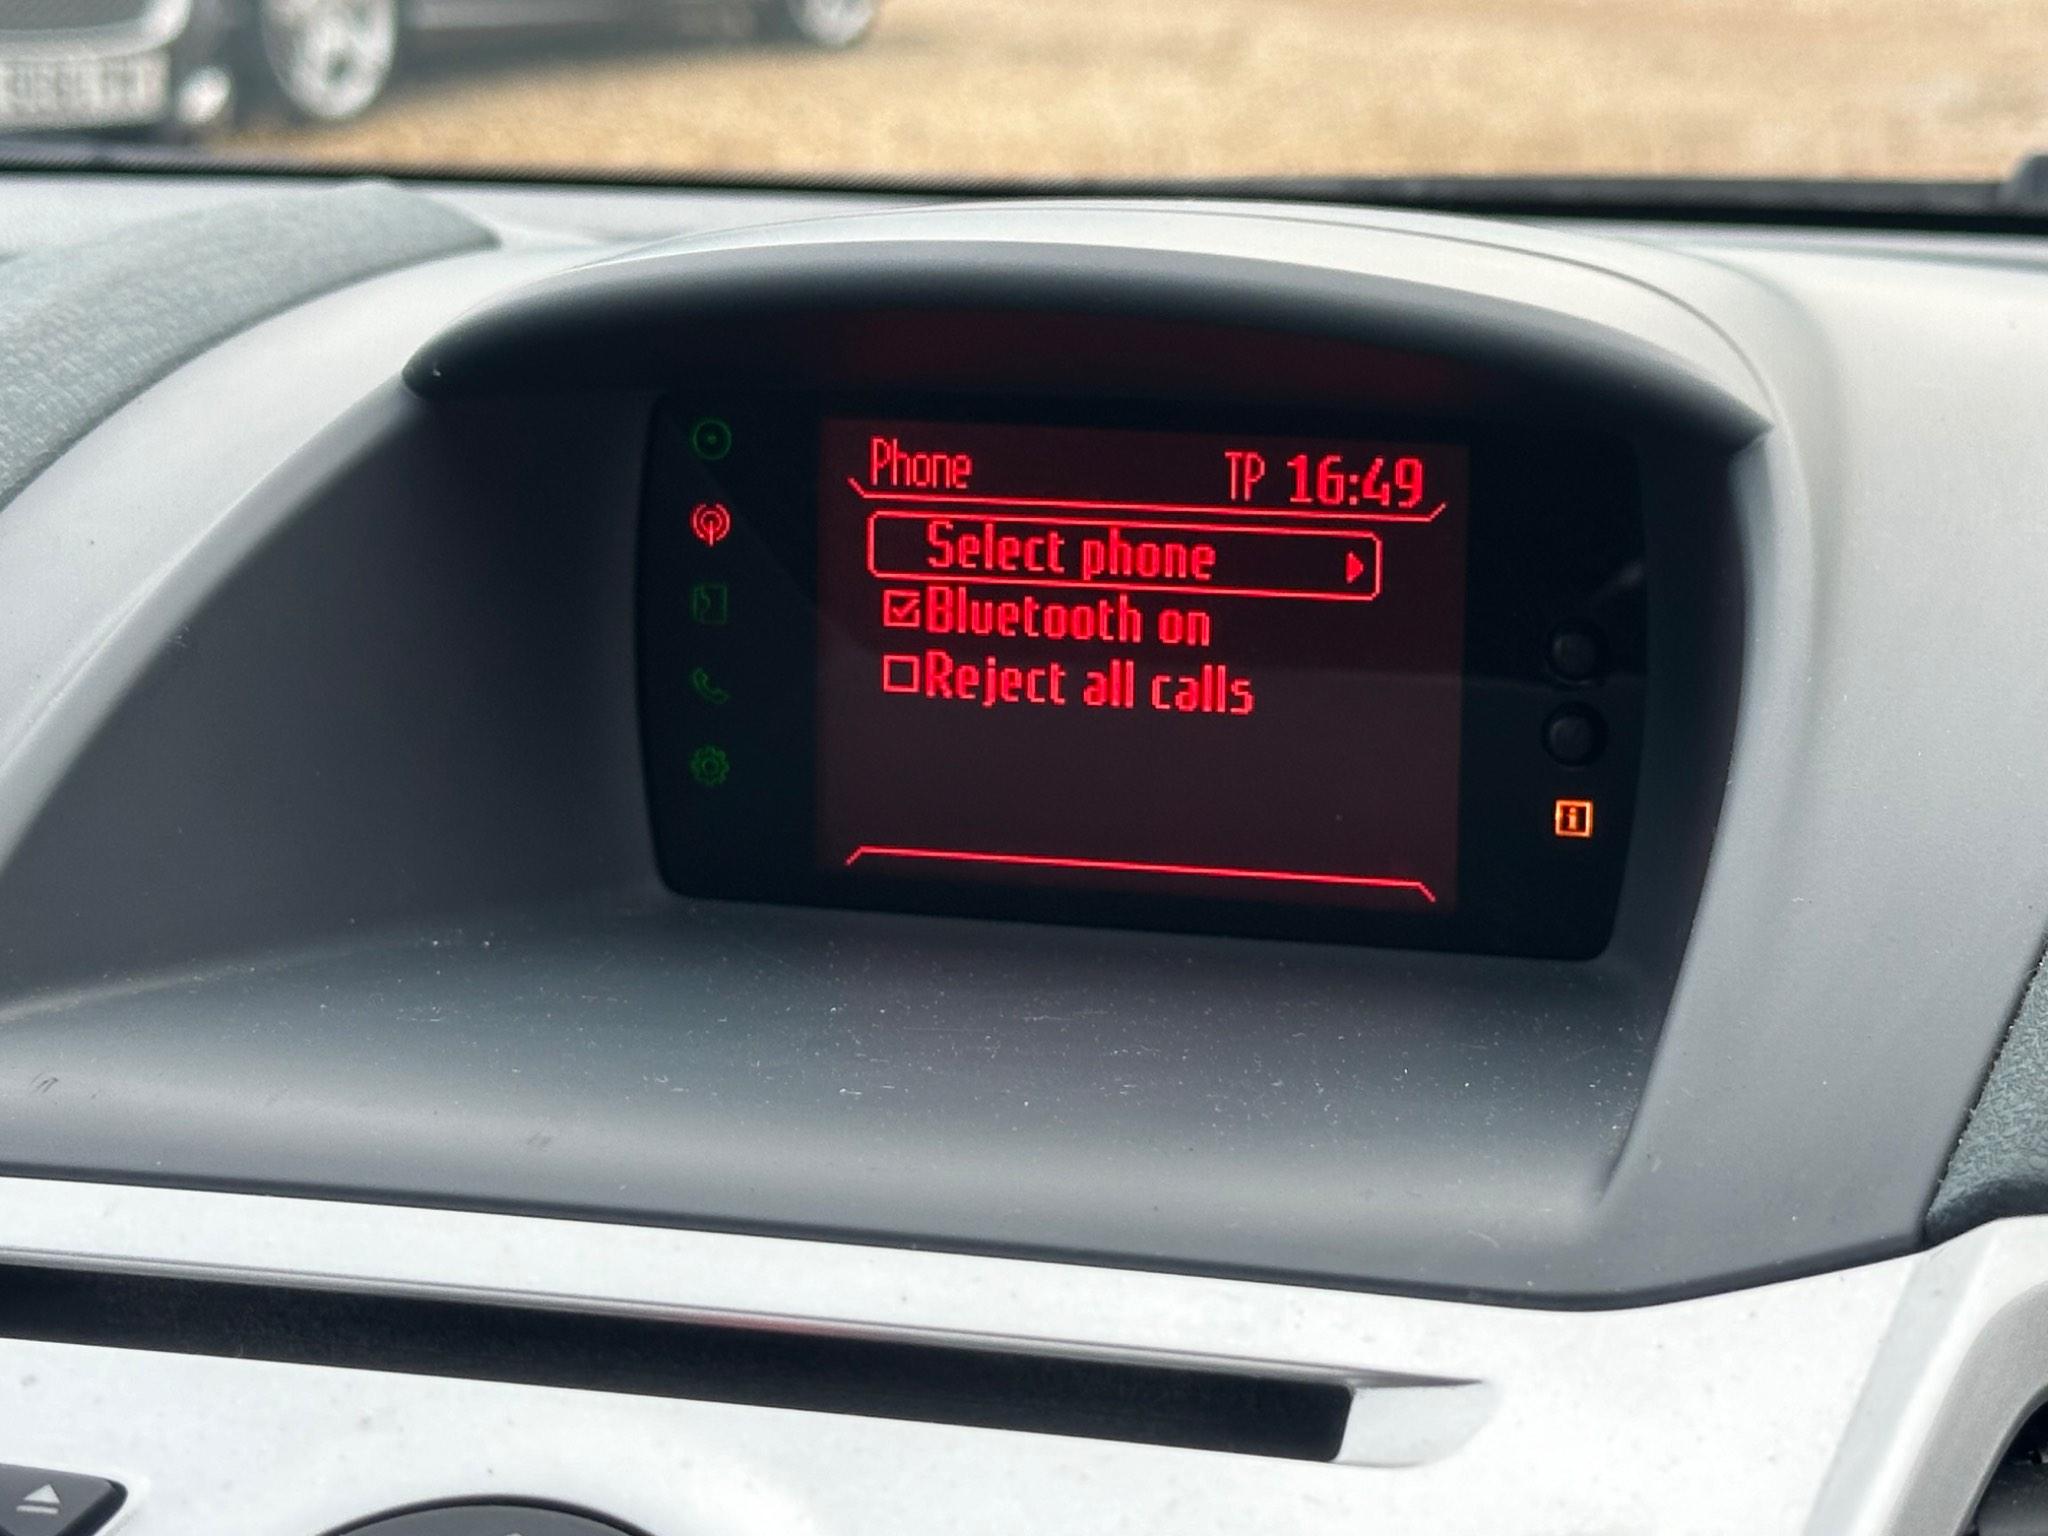 Phone TP 16:49
Select phone
Bluetooth on
Reject all calls
i